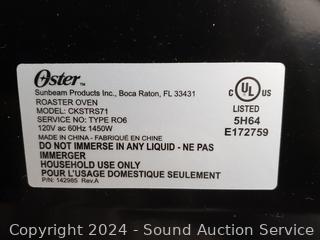 Oster™
Sunbeam Products Inc., Boca Raton, FL 33431
ROASTER OVEN
MODEL: CKSTRS71
SERVICE NO: TYPE RO6
120V ac 60Hz 1450W
MADE IN CHINA - FABRIQUÉ EN CHINE
DO NOT IMMERSE IN ANY LIQUID - NE PAS
IMMERGER
HOUSEHOLD USE ONLY
POUR L'USAGE DOMESTIQUE SEULEMENT
P/N: 142985 Rev.A
C UL US
LISTED
5H64
E172759
Copyright © 2024 - Sound Auction Service